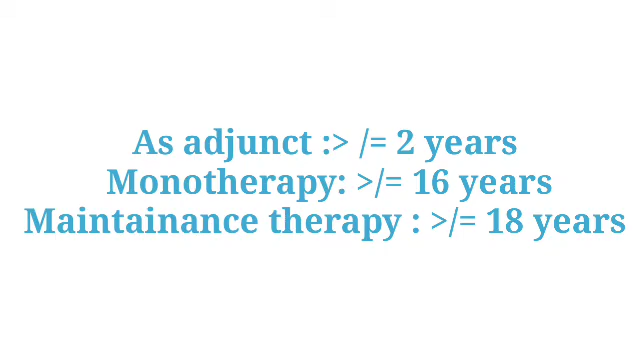 As adjunct :> /= 2 years
Monotherapy: >/= 16 years
Maintainance therapy : >/= 18 years